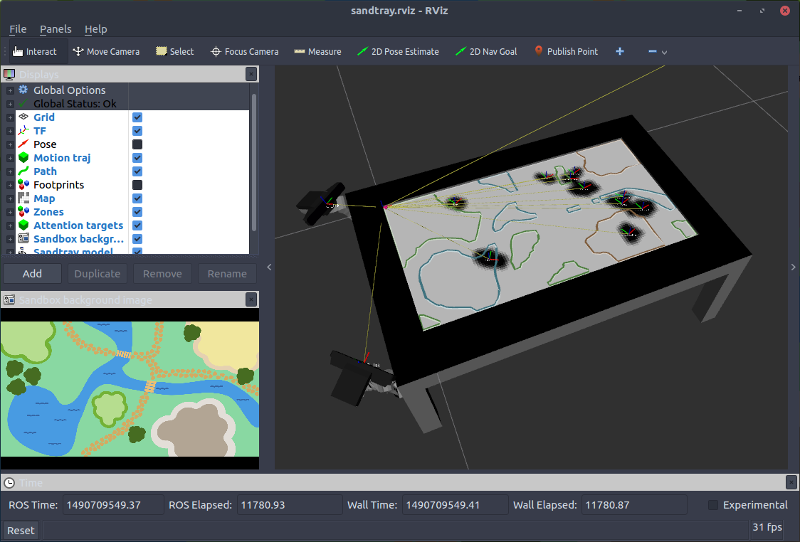 sandtray.rviz - RViz
File Panels Help
Interact Move Camera Select Focus Camera Measure 2D Pose Estimate 2D Nav Goal Publish Point
Displays
Global Options
Global Status: Ok
Grid
TF
Pose
Motion traj
Path
Footprints
Map
Zones
Attention targets
Sandbox backgr...
Sandtray model
Add Duplicate Remove Rename
Sandbox background image
Time
ROS Time: 1490709549.37 ROS Elapsed: 11780.93 Wall Time: 1490709549.41 Wall Elapsed: 11780.87 Experimental
Reset 31 fps